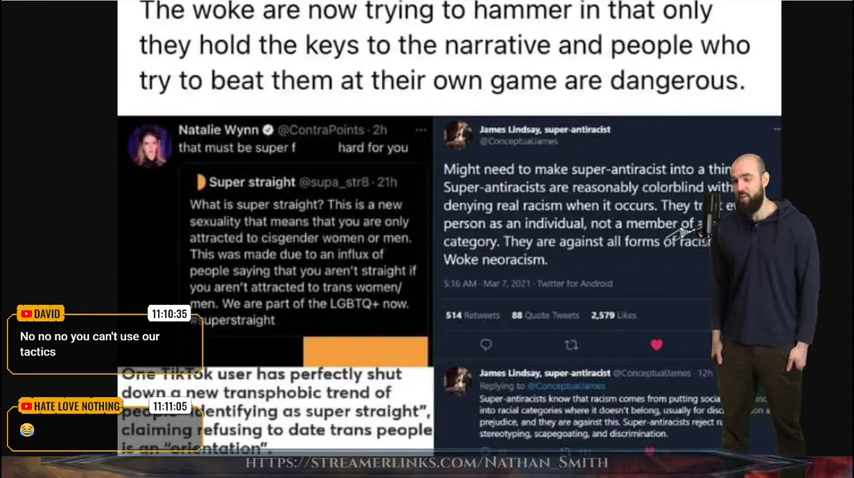 The woke are now trying to hammer in that only
they hold the keys to the narrative and people who
try to beat them at their own game are dangerous.
Natalie Wynn @ContraPoints · 2h
that must be super f hard for you
Super straight @supa_str8 · 21h
What is super straight? This is a new
sexuality that means that you are only
attracted to cisgender women or men.
This was made due to an influx of
people saying that you aren't straight if
you aren't attracted to trans women/
men. We are part of the LGBTQ+ now.
#superstraight
One TikTok user has perfectly shut
down a new transphobic trend of
identifying as super straight",
claiming refusing to date trans people
is an "orientation".
James Lindsay, super-antiracist
@ConceptualJames
Might need to make super-antiracist into a thin
Super-antiracists are reasonably colorblind with
denying real racism when it occurs. They
person as an individual, not a member of a
category. They are against all forms of racis
Woke neoracism.
5:16 AM · Mar 7, 2021 · Twitter for Android
514 Retweets 88 Quote Tweets 2,579 Likes
James Lindsay, super-antiracist @ConceptualJames · 12h
Replying to @ConceptualJames
Super-antiracists know that racism comes from putting social
into racial categories where it doesn't belong, usually for
prejudice, and they are against this. Super-antiracists reject
stereotyping, scapegoating, and discrimination.
DAVID 11:10:35
No no no you can't use our
tactics
HATE LOVE NOTHING 11:11:05
😂
HTTPS://STREAMERLINKS.COM/NATHAN_SMITH